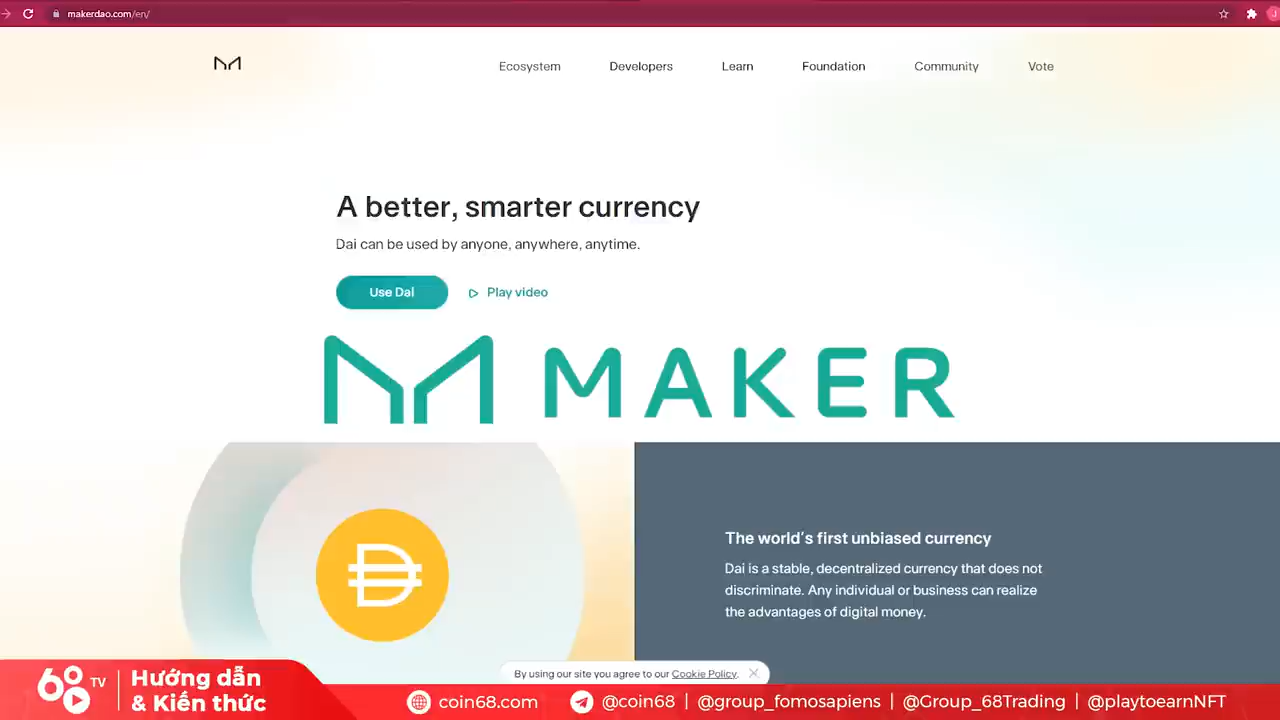 makerdao.com/en/
Ecosystem Developers Learn Foundation Community Vote
A better, smarter currency
Dai can be used by anyone, anywhere, anytime.
Use Dai Play video
MAKER
The world's first unbiased currency
Dai is a stable, decentralized currency that does not
discriminate. Any individual or business can realize
the advantages of digital money.
By using our site you agree to our Cookie Policy.
68 TV
Hướng dẫn
& Kiến thức
coin68.com @coin68 | @group_fomosapiens | @Group_68Trading | @playtoearnNFT